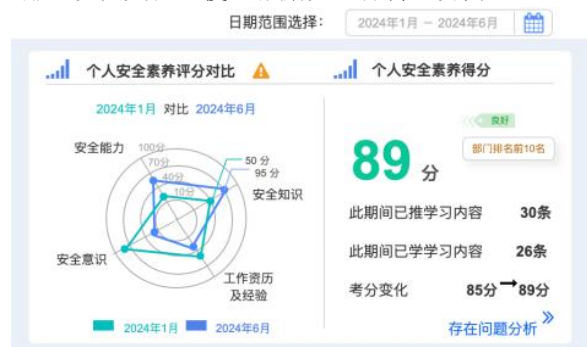 日期范围选择： 2024年1月 － 2024年6月
个人安全素养评分对比
2024年1月 对比 2024年6月
安全能力
100分
70分
40分
10分
50 分
95 分
安全知识
安全意识
工作资历
及经验
2024年1月 2024年6月
个人安全素养得分
良好
89 分
部门排名前10名
此期间已推学习内容 30条
此期间已学学习内容 26条
考分变化 85分 → 89分
存在问题分析 »